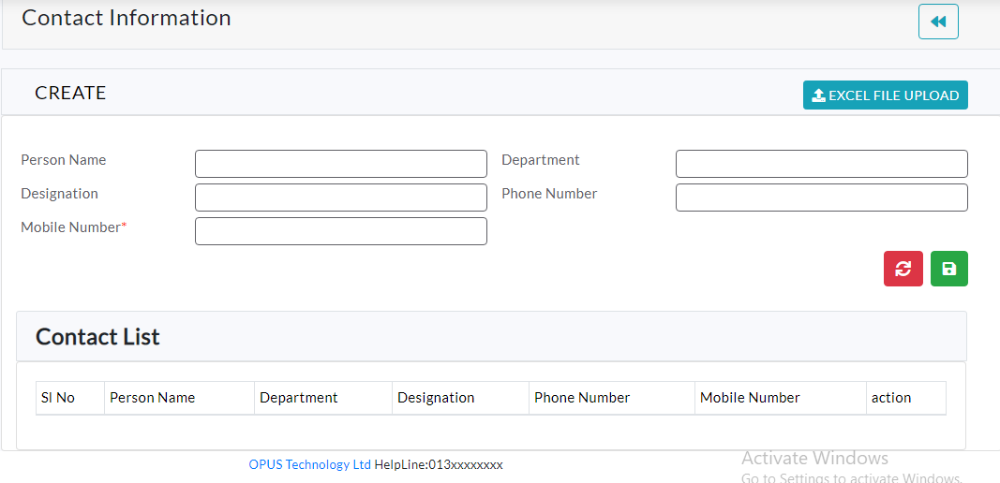 Contact Information
CREATE
EXCEL FILE UPLOAD
Person Name
Department
Designation
Phone Number
Mobile Number*
Contact List
Sl No Person Name Department Designation Phone Number Mobile Number action
OPUS Technology Ltd HelpLine:013xxxxxxxx
Activate Windows
Go to Settings to activate Windows.